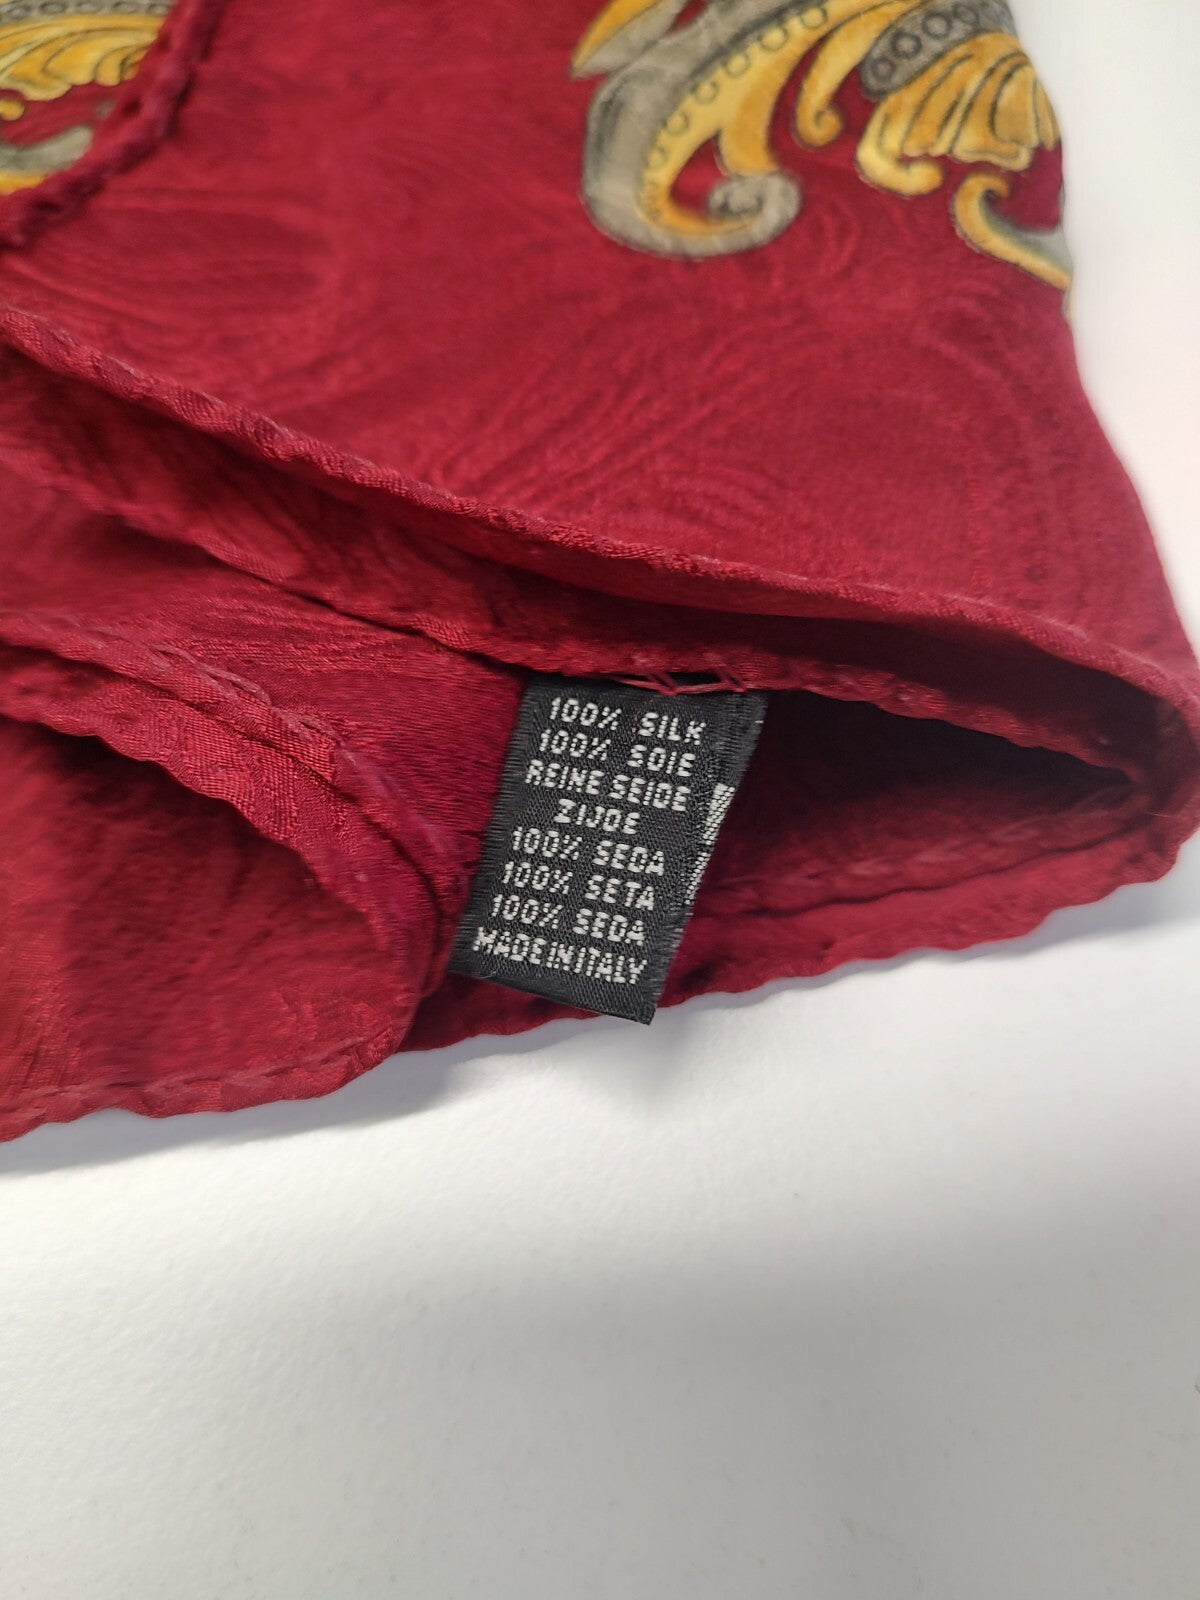 100% SILK
100% SOIE
REINE SEIDE
ZIJDE
100% SEDA
100% SETA
100% SEDA
MADE IN ITALY